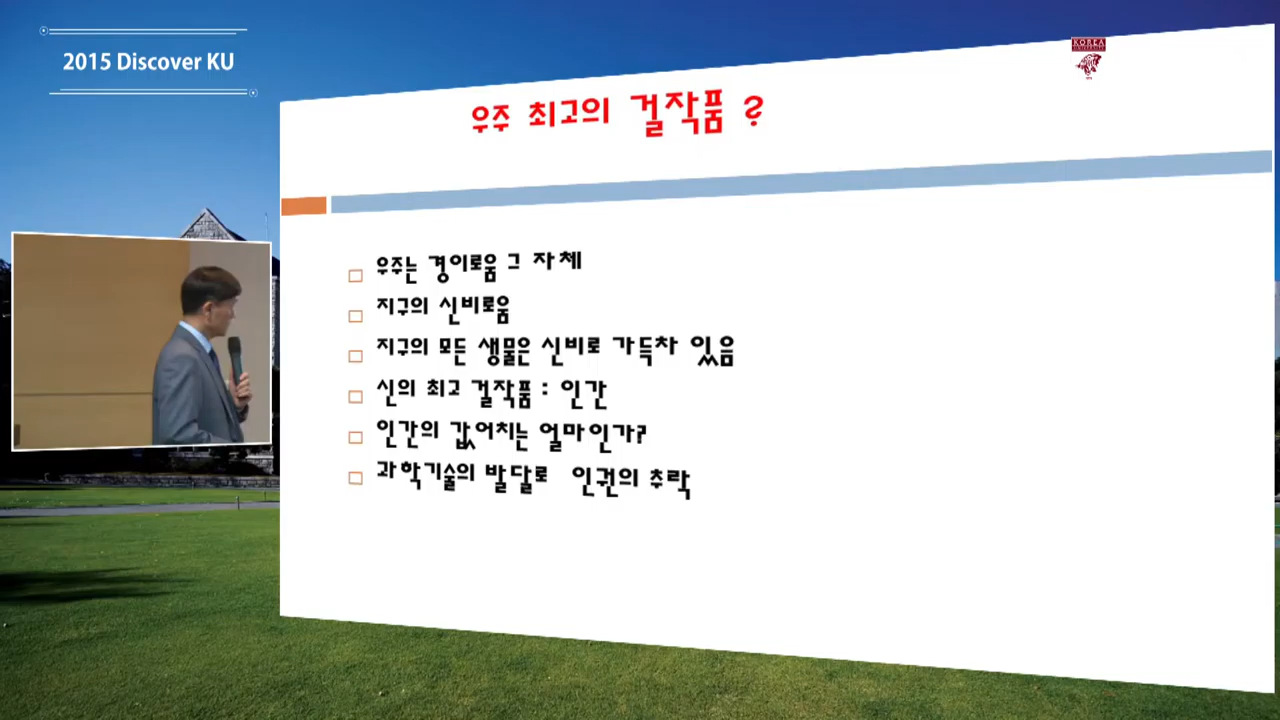 2015 Discover KU
KOREA
UNIVERSITY
우주 최고의 걸작품 ?
우주는 경이로움 그 자체
지구의 신비로움
지구의 모든 생물은 신비로 가득차 있음
신의 최고 걸작품 : 인간
인간의 값어치는 얼마인가?
과학기술의 발달로 인권의 추락